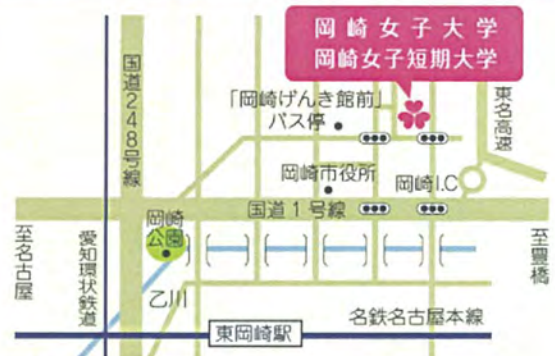 岡崎女子大学
岡崎女子短期大学
国道248号線
「岡崎げんき館前」
バス停
東名高速
岡崎市役所
岡崎I.C
国道1号線
岡崎
公園
至名古屋
愛知環状鉄道
乙川
至豊橋
名鉄名古屋本線
東岡崎駅